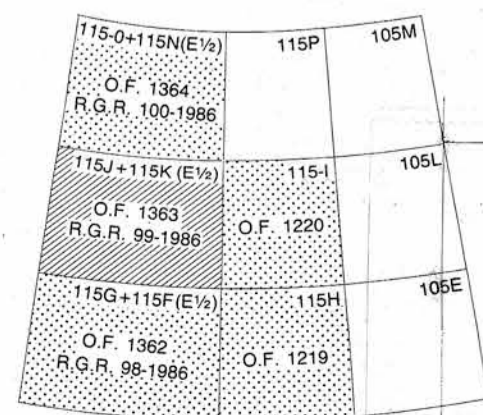 115-0+115N(E½)
O.F. 1364
R.G.R. 100-1986
115P
105M
115J+115K (E½)
O.F. 1363
R.G.R. 99-1986
115-I
O.F. 1220
105L
115G+115F(E½)
O.F. 1362
R.G.R. 98-1986
115H
O.F. 1219
105E